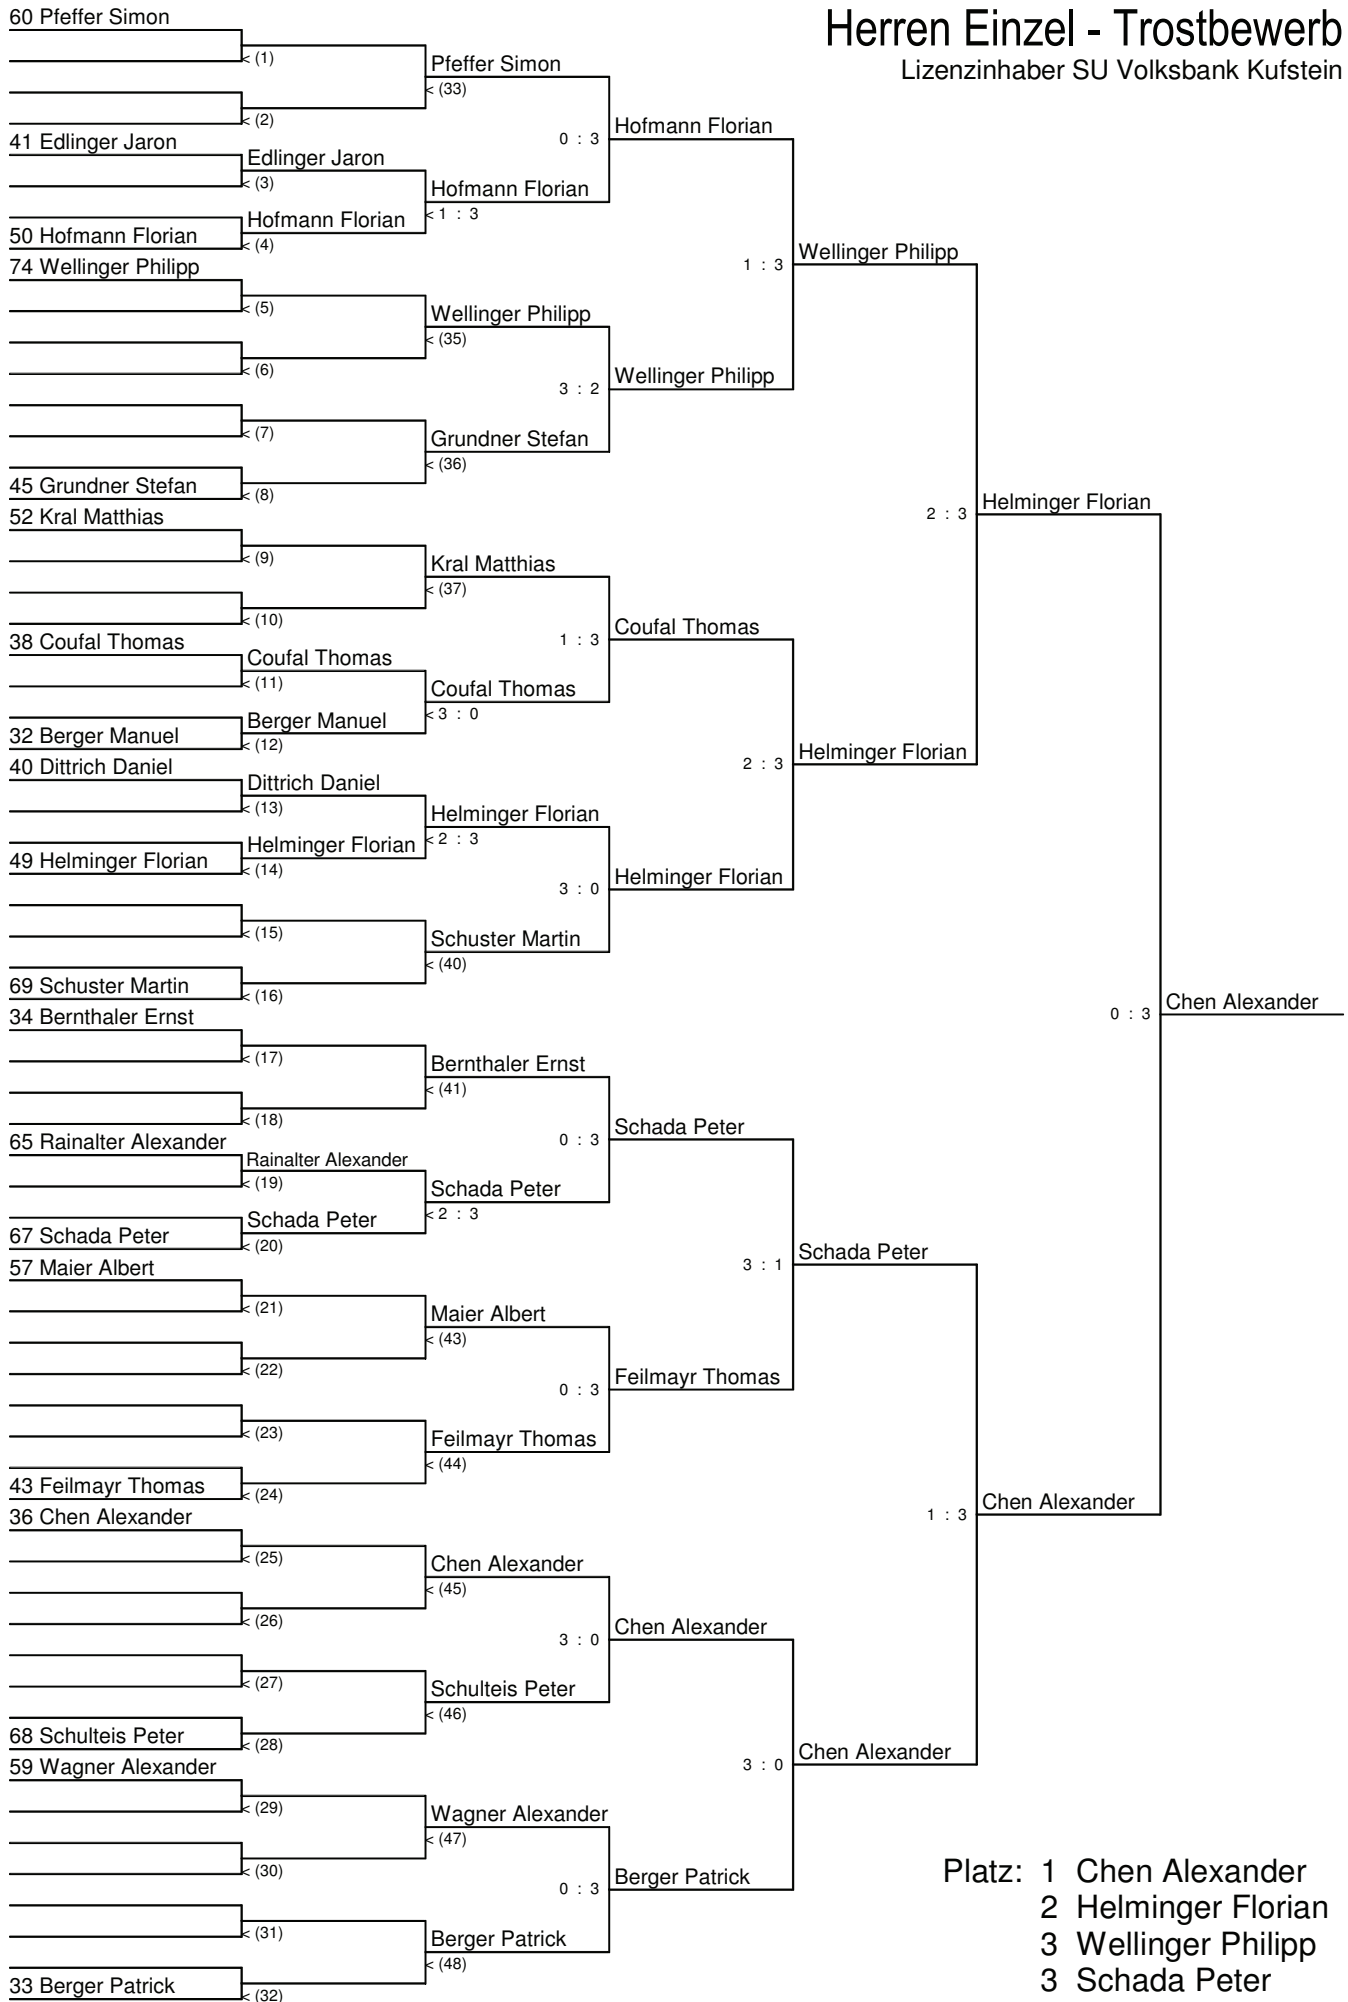 Herren Einzel - Trostbewerb
Lizenzinhaber SU Volksbank Kufstein
60 Pfeffer Simon
< (1)
Pfeffer Simon
< (33)
< (2)
0 : 3
Hofmann Florian
41 Edlinger Jaron
Edlinger Jaron
< (3)
Hofmann Florian
< 1 : 3
Hofmann Florian
50 Hofmann Florian
< (4)
1 : 3
Wellinger Philipp
74 Wellinger Philipp
< (5)
Wellinger Philipp
< (35)
< (6)
3 : 2
Wellinger Philipp
< (7)
Grundner Stefan
< (36)
45 Grundner Stefan
< (8)
2 : 3
Helminger Florian
52 Kral Matthias
< (9)
Kral Matthias
< (37)
< (10)
1 : 3
Coufal Thomas
38 Coufal Thomas
Coufal Thomas
< (11)
Coufal Thomas
< 3 : 0
Berger Manuel
32 Berger Manuel
< (12)
2 : 3
Helminger Florian
40 Dittrich Daniel
Dittrich Daniel
< (13)
Helminger Florian
< 2 : 3
Helminger Florian
49 Helminger Florian
< (14)
3 : 0
Helminger Florian
< (15)
Schuster Martin
< (40)
69 Schuster Martin
< (16)
0 : 3
Chen Alexander
34 Bernthaler Ernst
< (17)
Bernthaler Ernst
< (41)
< (18)
0 : 3
Schada Peter
65 Rainalter Alexander
Rainalter Alexander
< (19)
Schada Peter
< 2 : 3
Schada Peter
67 Schada Peter
< (20)
3 : 1
Schada Peter
57 Maier Albert
< (21)
Maier Albert
< (43)
< (22)
0 : 3
Feilmayr Thomas
< (23)
Feilmayr Thomas
< (44)
43 Feilmayr Thomas
< (24)
1 : 3
Chen Alexander
36 Chen Alexander
< (25)
Chen Alexander
< (45)
< (26)
3 : 0
Chen Alexander
< (27)
Schulteis Peter
< (46)
68 Schulteis Peter
< (28)
3 : 0
Chen Alexander
59 Wagner Alexander
< (29)
Wagner Alexander
< (47)
< (30)
0 : 3
Berger Patrick
< (31)
Berger Patrick
< (48)
33 Berger Patrick
< (32)
Platz: 1 Chen Alexander
2 Helminger Florian
3 Wellinger Philipp
3 Schada Peter